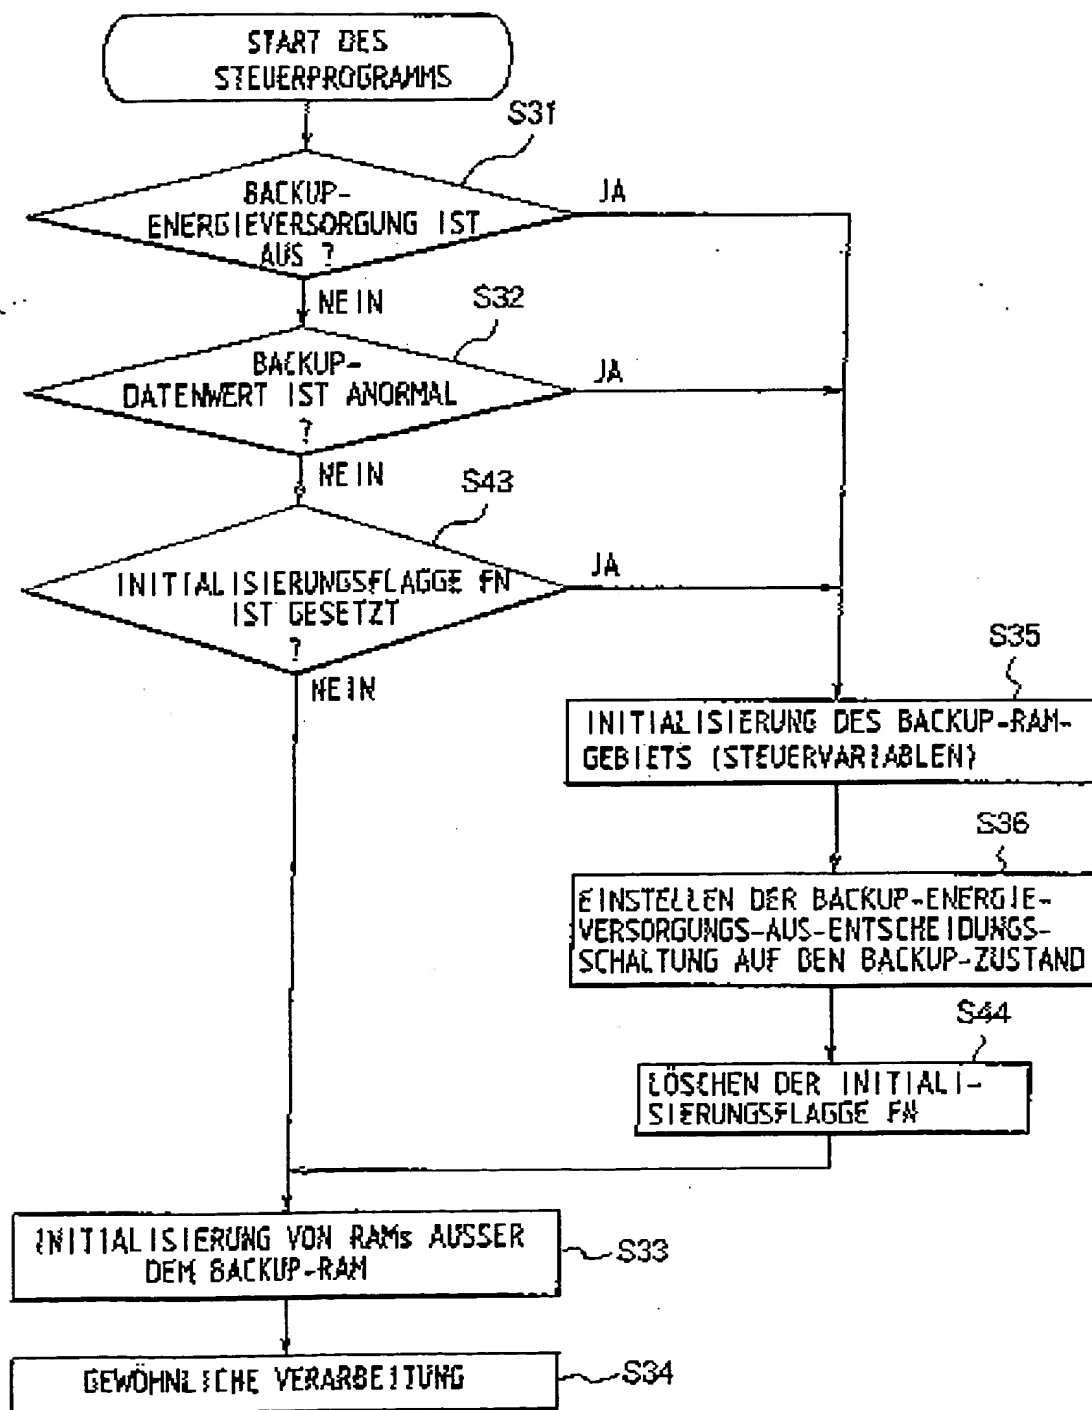 START DES
STEUERPROGRAMMS
S31
BACKUP-
ENERGIEVERSORGUNG IST
AUS ?
JA
NEIN
S32
BACKUP-
DATENWERT IST ANORMAL
?
JA
NEIN
S43
INITIALISIERUNGSFLAGGE FN
IST GESETZT
?
JA
NEIN
S35
INITIALISIERUNG DES BACKUP-RAM-
GEBIETS (STEUERVARIABLEN)
S36
EINSTELLEN DER BACKUP-ENERGIE-
VERSORGUNGS-AUS-ENTSCHEIDUNGS-
SCHALTUNG AUF DEN BACKUP-ZUSTAND
S44
LÖSCHEN DER INITIALI-
SIERUNGSFLAGGE FN
INITIALISIERUNG VON RAMs AUSSER
DEM BACKUP-RAM
S33
GEWÖHNLICHE VERARBEITUNG
S34